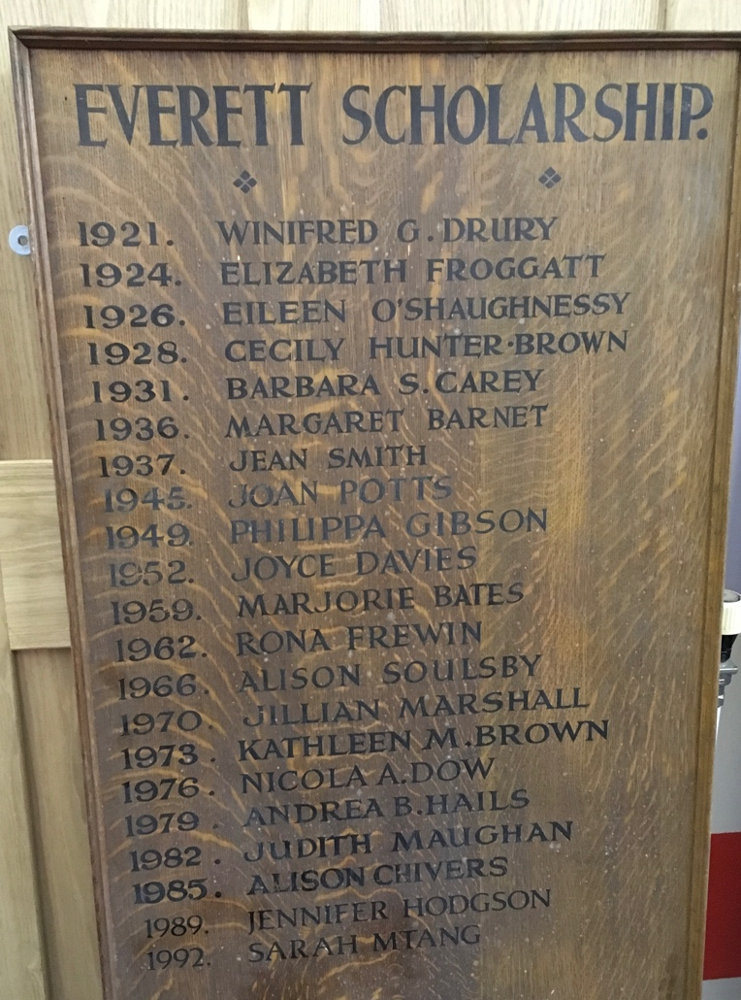 EVERETT SCHOLARSHIP.
1921. WINIFRED G. DRURY
1924. ELIZABETH FROGGATT
1926. EILEEN O'SHAUGHNESSY
1928. CECILY HUNTER-BROWN
1931. BARBARA S. CAREY
1936. MARGARET BARNET
1937. JEAN SMITH
1945. JOAN POTTS
1949. PHILIPPA GIBSON
1952. JOYCE DAVIES
1959. MARJORIE BATES
1962. RONA FREWIN
1966. ALISON SOULSBY
1970. JILLIAN MARSHALL
1973. KATHLEEN M. BROWN
1976. NICOLA A. DOW
1979. ANDREA B. HAILS
1982. JUDITH MAUGHAN
1985. ALISON CHIVERS
1989. JENNIFER HODGSON
1992. SARAH MTANG